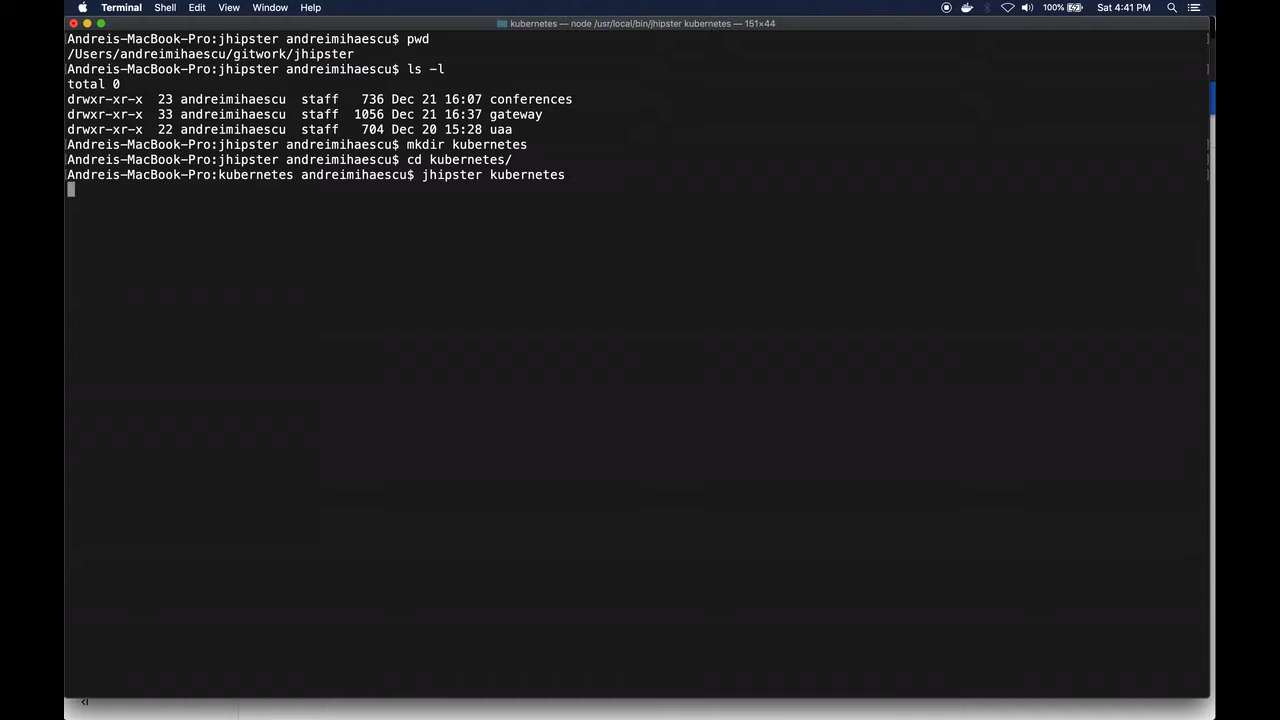 Terminal Shell Edit View Window Help 100% Sat 4:41 PM
kubernetes — node /usr/local/bin/jhipster kubernetes — 151×44
Andreis-MacBook-Pro:jhipster andreimihaescu$ pwd
/Users/andreimihaescu/gitwork/jhipster
Andreis-MacBook-Pro:jhipster andreimihaescu$ ls -l
total 0
drwxr-xr-x  23 andreimihaescu  staff   736 Dec 21 16:07 conferences
drwxr-xr-x  33 andreimihaescu  staff  1056 Dec 21 16:37 gateway
drwxr-xr-x  22 andreimihaescu  staff   704 Dec 20 15:28 uaa
Andreis-MacBook-Pro:jhipster andreimihaescu$ mkdir kubernetes
Andreis-MacBook-Pro:jhipster andreimihaescu$ cd kubernetes/
Andreis-MacBook-Pro:kubernetes andreimihaescu$ jhipster kubernetes